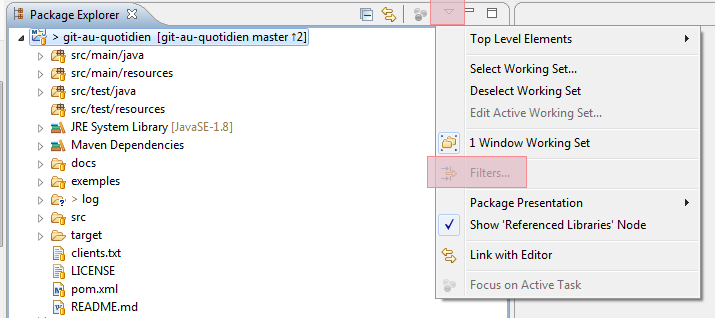 Package Explorer
> git-au-quotidien [git-au-quotidien master ↑2]
src/main/java
src/main/resources
src/test/java
src/test/resources
JRE System Library [JavaSE-1.8]
Maven Dependencies
docs
exemples
> log
src
target
clients.txt
LICENSE
pom.xml
README.md
Top Level Elements
Select Working Set...
Deselect Working Set
Edit Active Working Set...
1 Window Working Set
Filters...
Package Presentation
Show 'Referenced Libraries' Node
Link with Editor
Focus on Active Task